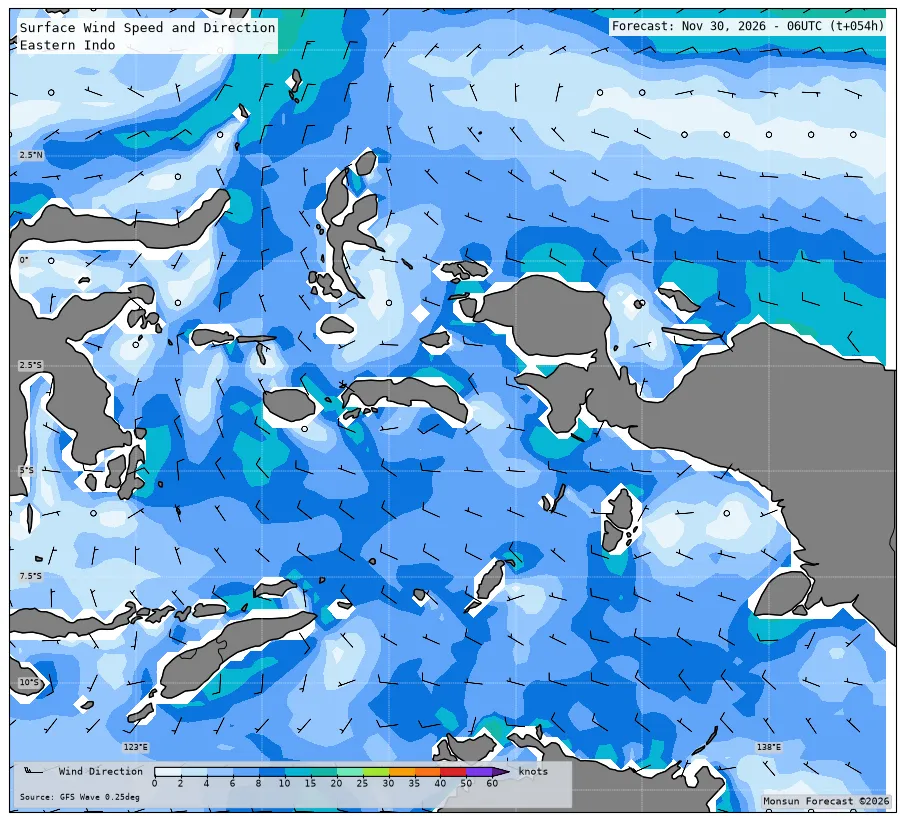 Surface Wind Speed and Direction
Eastern Indo
Forecast: Nov 30, 2026 - 06UTC (t+054h)
2.5°N
0°
2.5°S
5°S
7.5°S
10°S
123°E
138°E
Wind Direction
knots
0 2 4 6 8 10 15 20 25 30 35 40 50 60
Source: GFS Wave 0.25deg
Monsun Forecast ©2026